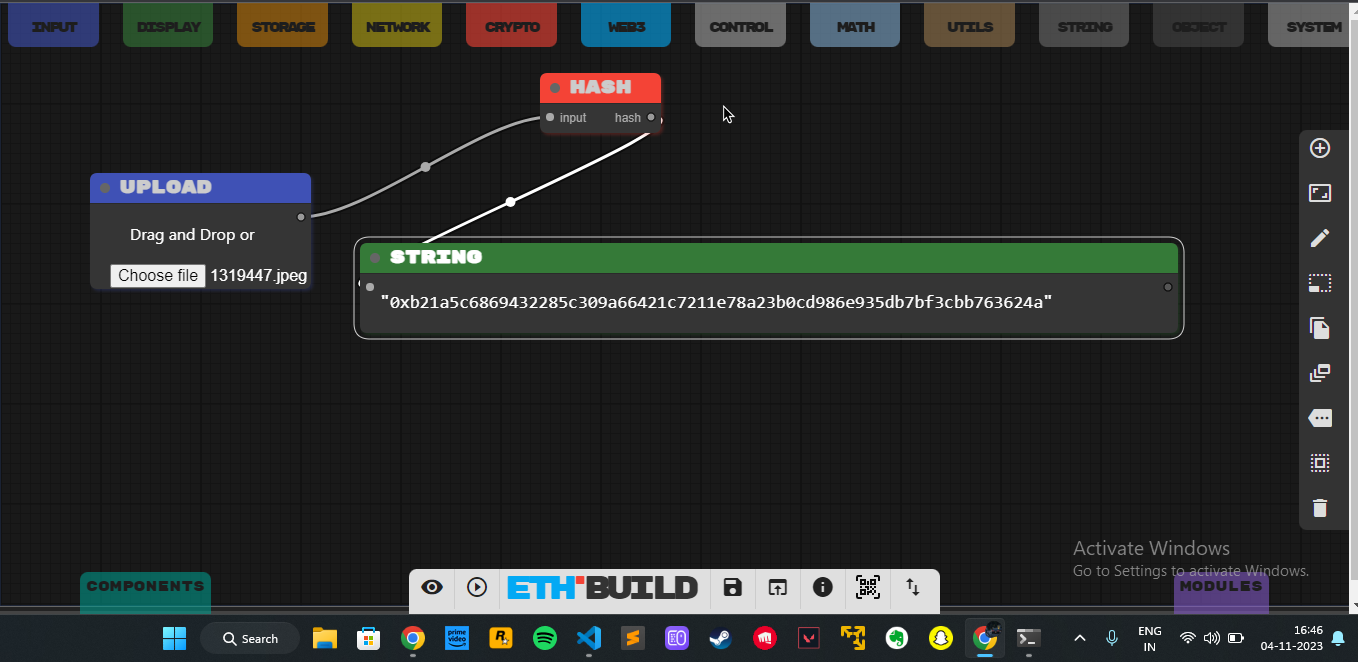 INPUT DISPLAY STORAGE NETWORK CRYPTO WEB3 CONTROL MATH UTILS STRING OBJECT SYSTEM
HASH
input hash
UPLOAD
Drag and Drop or
Choose file 1319447.jpeg
STRING
"0xb21a5c6869432285c309a66421c7211e78a23b0cd986e935db7bf3cbb763624a"
Activate Windows
Go to Settings to activate Windows.
COMPONENTS
ETH BUILD
MODULES
Search
prime video
ENG
IN
16:46
04-11-2023